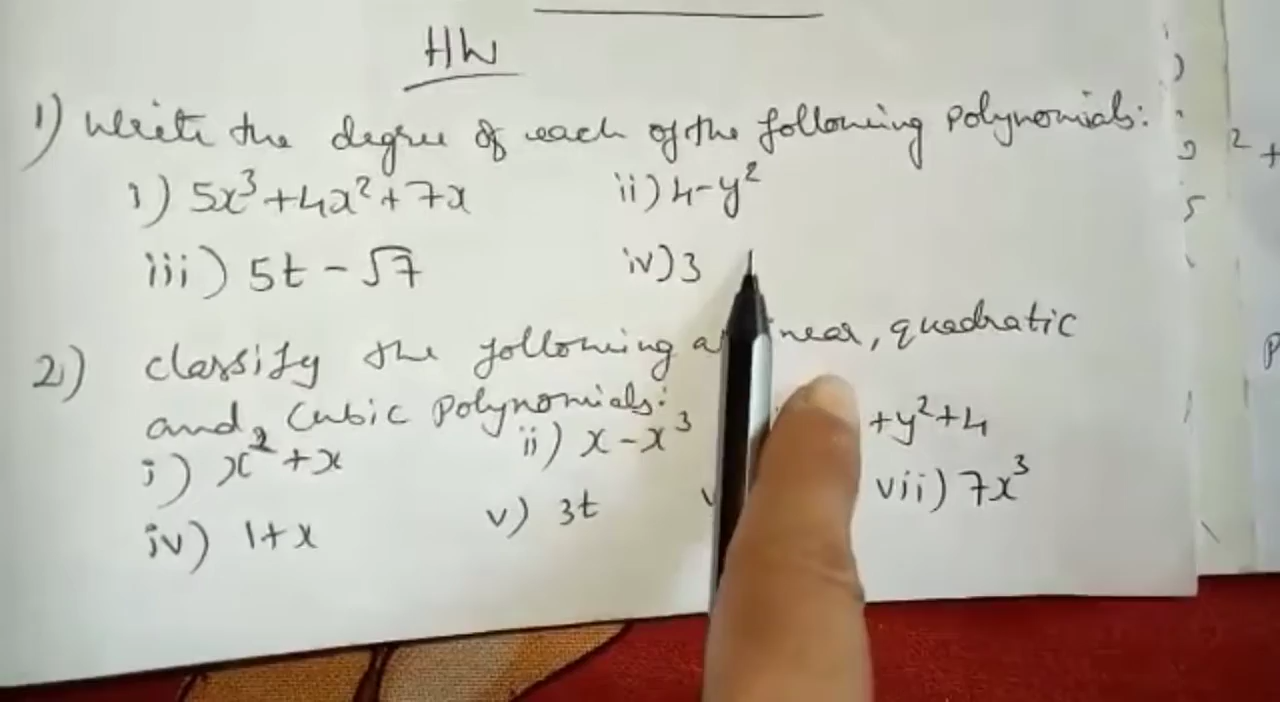 HW
1) Write the degree of each of the following polynomials:
i) 5x³ + 4x² + 7x ii) 4 - y²
iii) 5t - √7 iv) 3
2) classify the following quadratic
and, cubic polynomials:
i) x² + x ii) x - x³ + y² + 4
iv) 1 + x v) 3t vii) 7x³